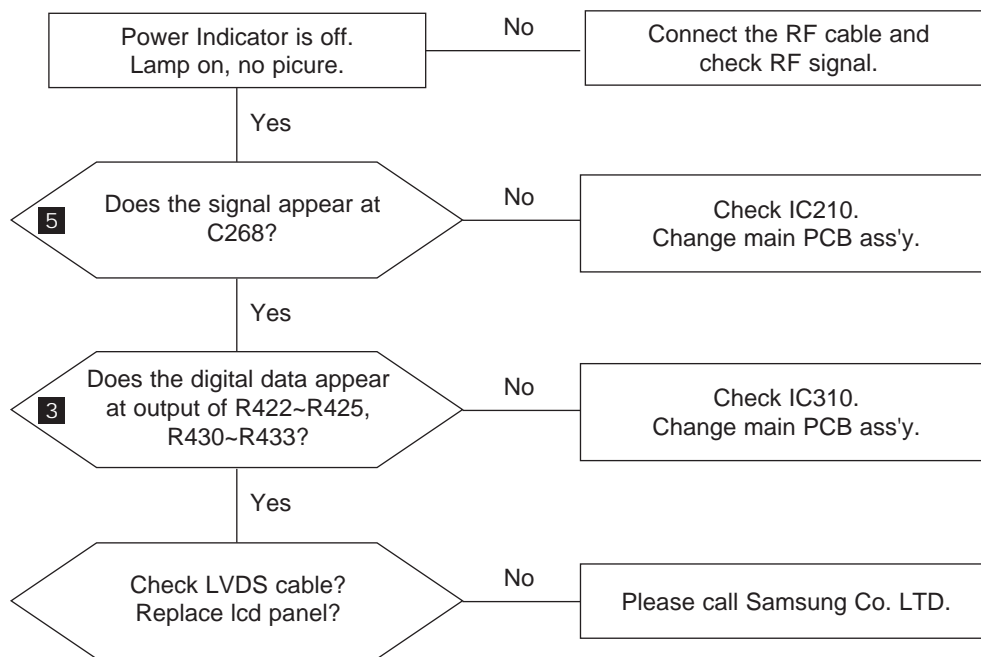 Power Indicator is off.
Lamp on, no picure.
No
Connect the RF cable and
check RF signal.
Yes
5
Does the signal appear at
C268?
No
Check IC210.
Change main PCB ass'y.
Yes
3
Does the digital data appear
at output of R422~R425,
R430~R433?
No
Check IC310.
Change main PCB ass'y.
Yes
Check LVDS cable?
Replace lcd panel?
No
Please call Samsung Co. LTD.